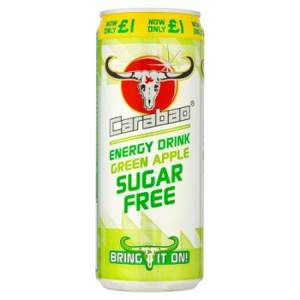 NOW ONLY £1
NOW ONLY £1
Carabao®
ENERGY DRINK
GREEN APPLE
SUGAR
FREE
BRING IT ON!